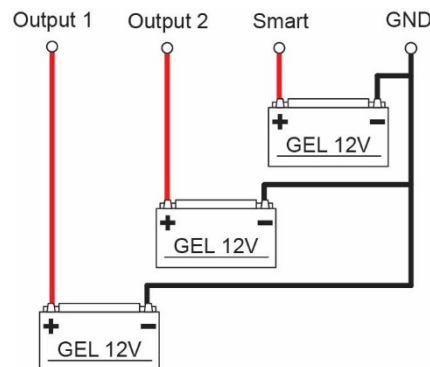 Output 1 Output 2 Smart GND
+ −
GEL 12V
+ −
GEL 12V
+ −
GEL 12V